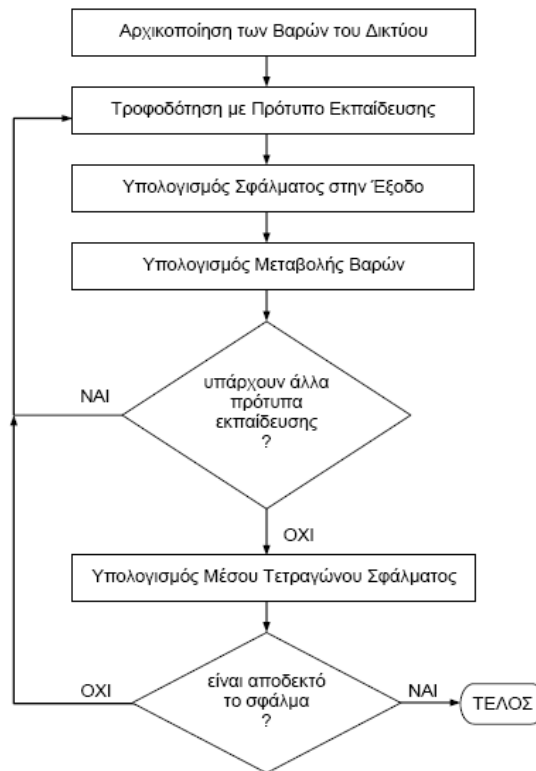 Αρχικοποίηση των Βαρών του Δικτύου
Τροφοδότηση με Πρότυπο Εκπαίδευσης
Υπολογισμός Σφάλματος στην Έξοδο
Υπολογισμός Μεταβολής Βαρών
υπάρχουν άλλα
πρότυπα
εκπαίδευσης
?
ΝΑΙ
ΟΧΙ
Υπολογισμός Μέσου Τετραγώνου Σφάλματος
είναι αποδεκτό
το σφάλμα
?
ΟΧΙ
ΝΑΙ
ΤΕΛΟΣ